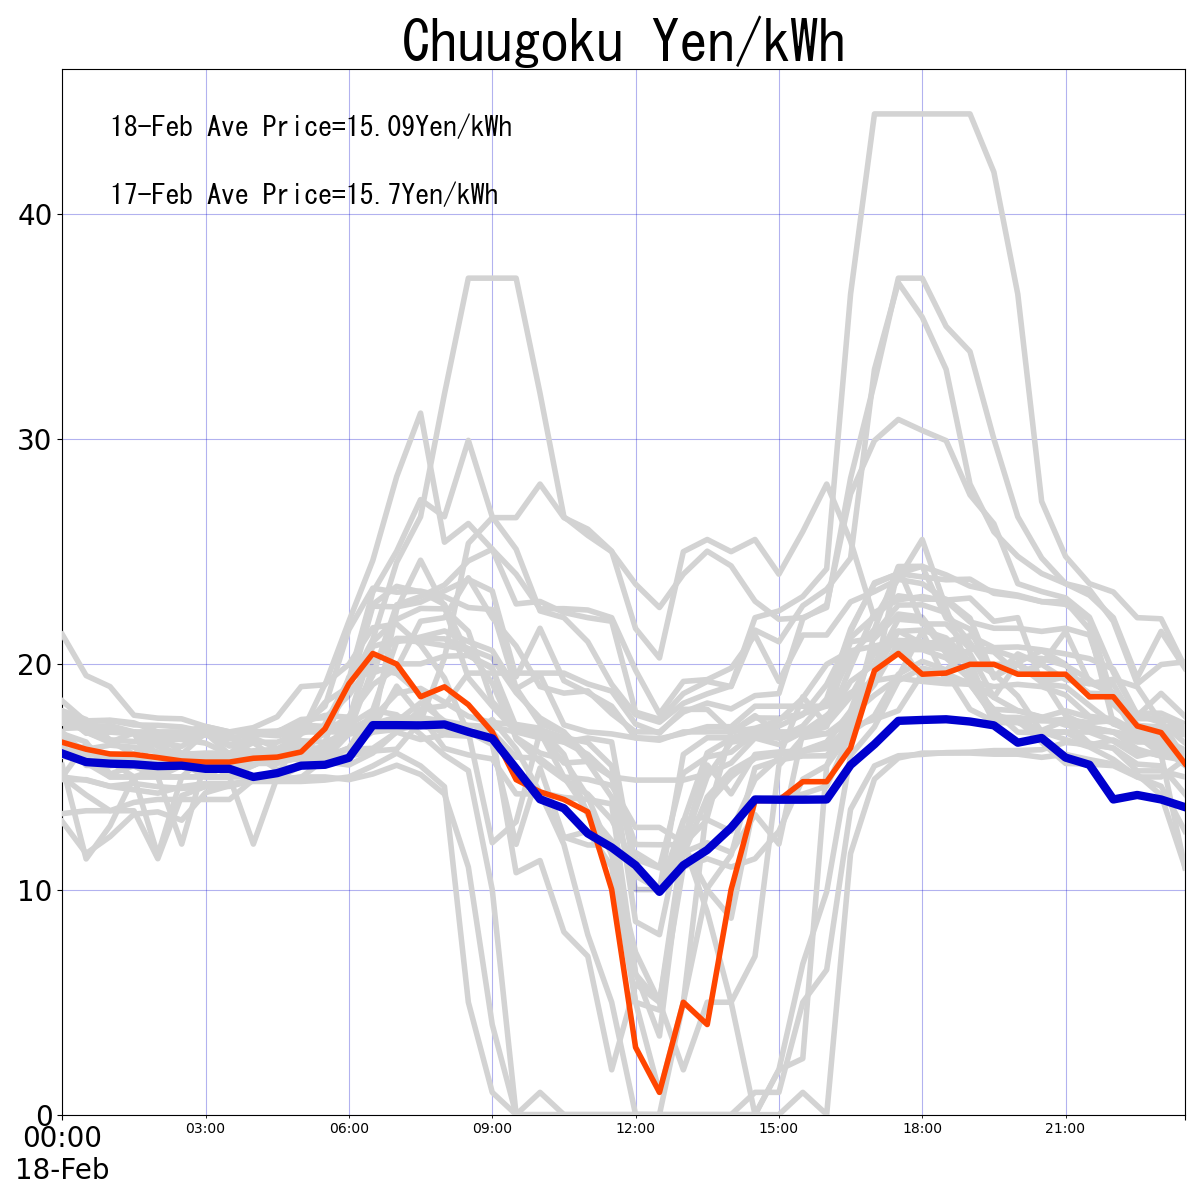 Chuugoku Yen/kWh
18-Feb Ave Price=15.09Yen/kWh
17-Feb Ave Price=15.7Yen/kWh
40
30
20
10
0
00:00 03:00 06:00 09:00 12:00 15:00 18:00 21:00
18-Feb